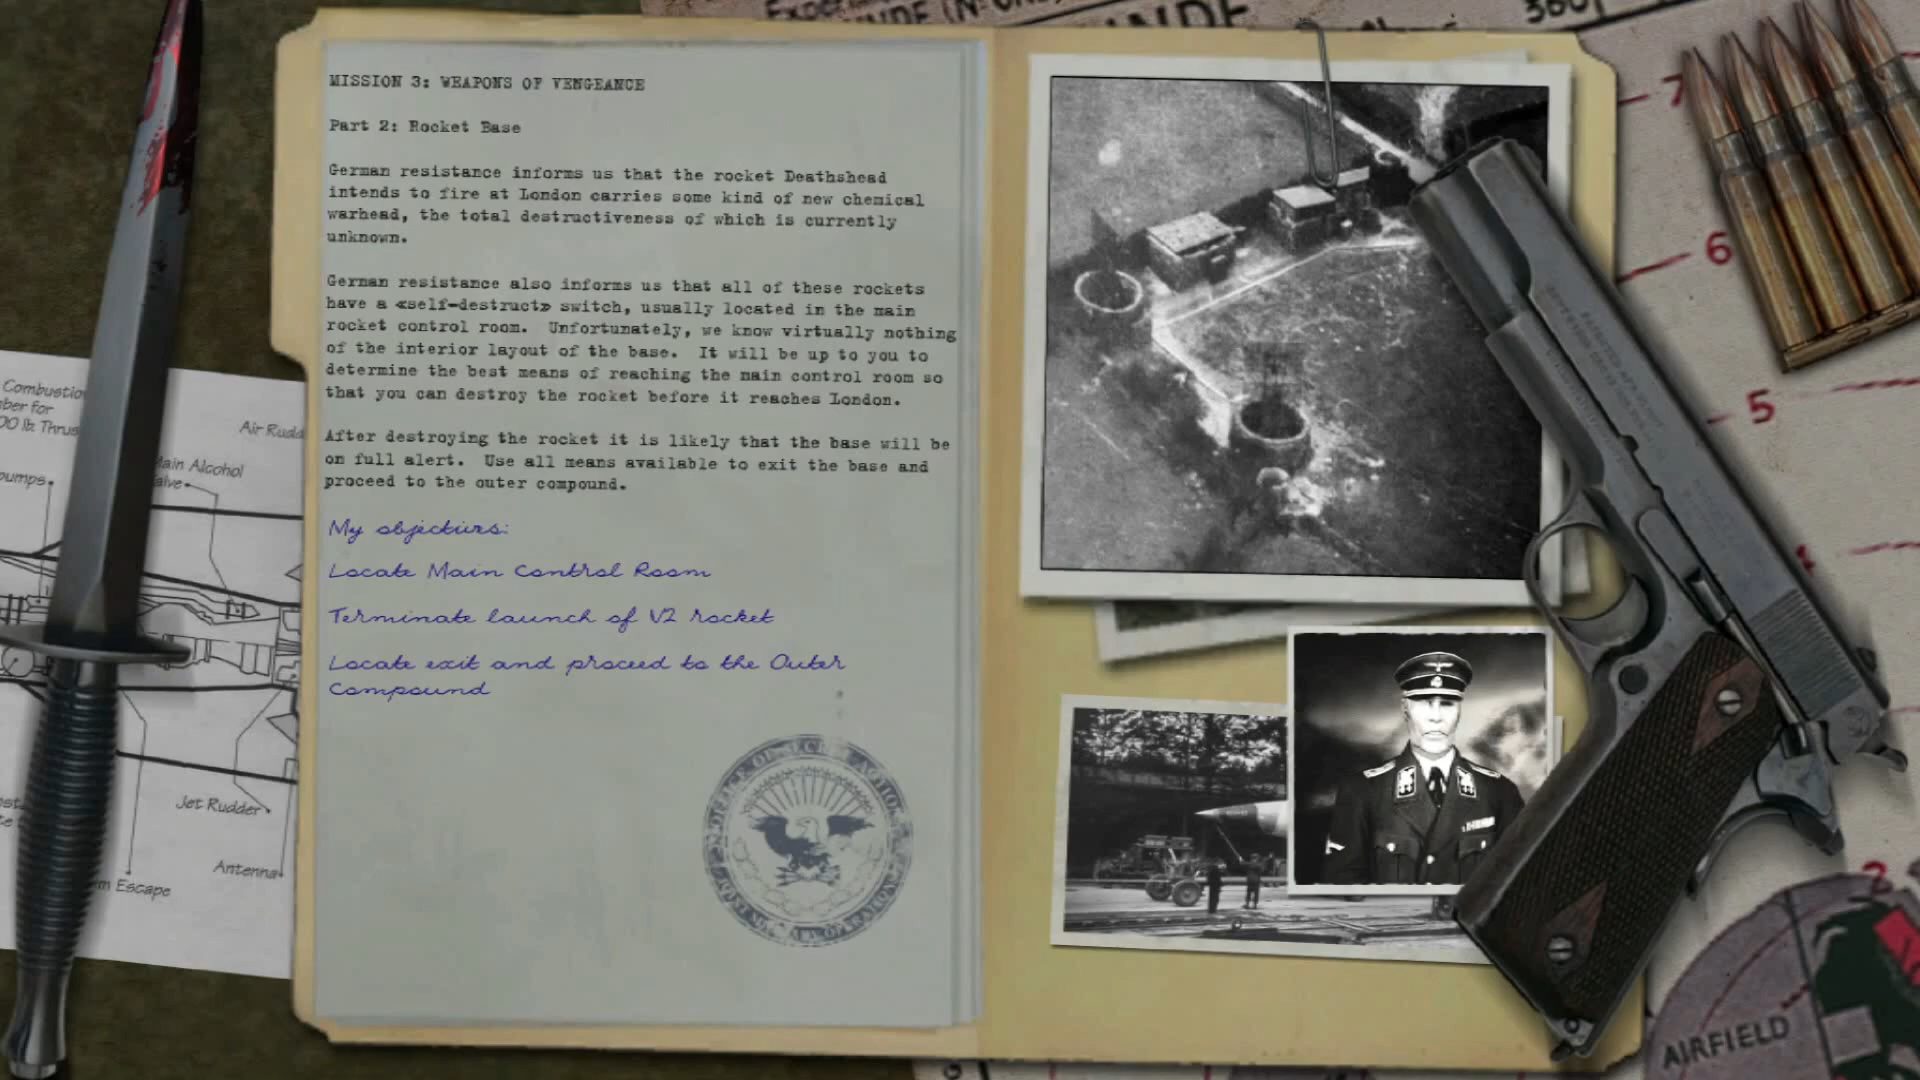 MISSION 3: WEAPONS OF VENGEANCE
Part 2: Rocket Base
German resistance informs us that the rocket Deathshead
intends to fire at London carries some kind of new chemical
warhead, the total destructiveness of which is currently
unknown.
German resistance also informs us that all of these rockets
have a «self-destruct» switch, usually located in the main
rocket control room. Unfortunately, we know virtually nothing
of the interior layout of the base. It will be up to you to
determine the best means of reaching the main control room so
that you can destroy the rocket before it reaches London.
After destroying the rocket it is likely that the base will be
on full alert. Use all means available to exit the base and
proceed to the outer compound.
My objectives:
Locate Main Control Room
Terminate launch of V2 rocket
Locate exit and proceed to the Outer
Compound
Air
Main Alcohol
Jet Rudder
Antenna
Escape
7
6
5
4
2
AIRFIELD